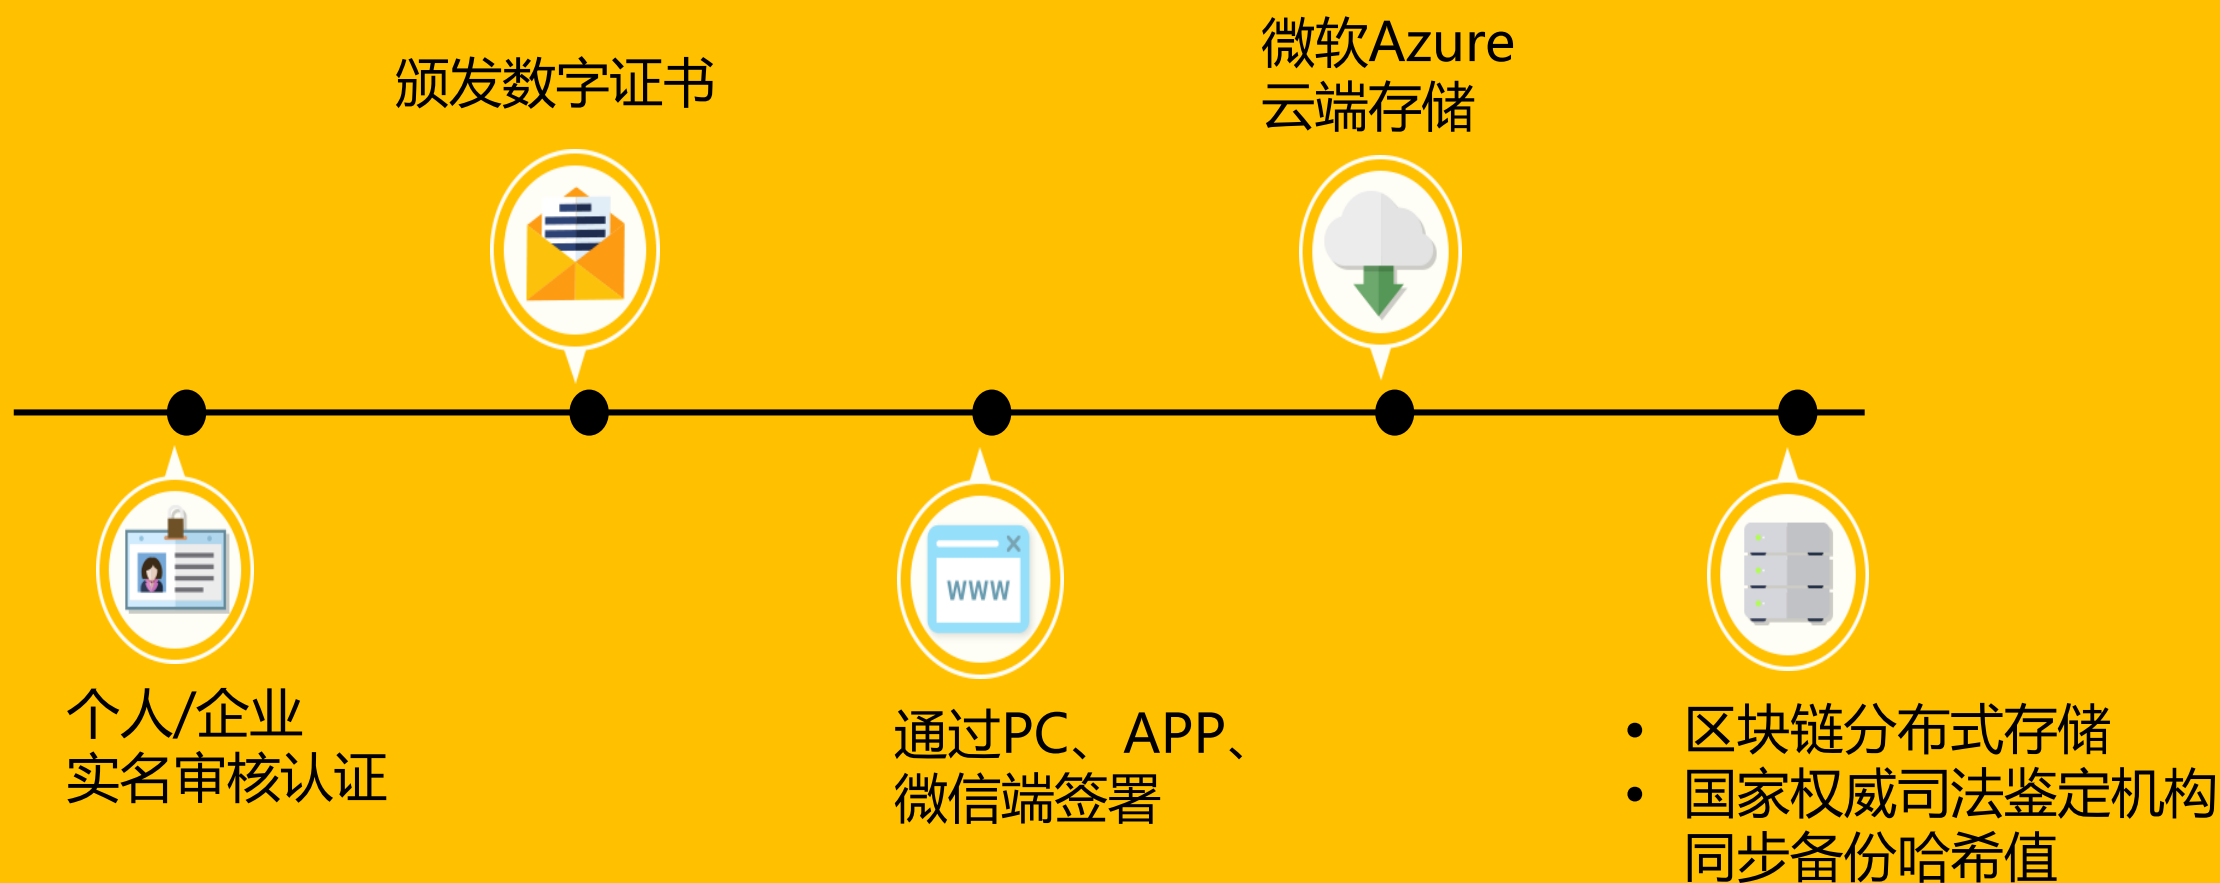 颁发数字证书
微软Azure
云端存储
WWW
个人/企业
实名审核认证
通过PC、APP、
微信端签署
• 区块链分布式存储
• 国家权威司法鉴定机构
同步备份哈希值